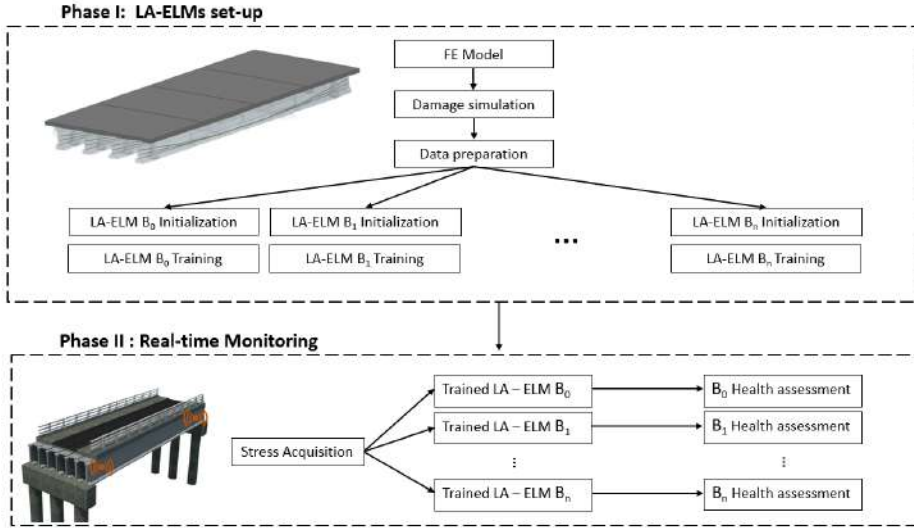 Phase I: LA-ELMs set-up
FE Model
Damage simulation
Data preparation
LA-ELM B₀ Initialization
LA-ELM B₁ Initialization
LA-ELM Bₙ Initialization
...
LA-ELM B₀ Training
LA-ELM B₁ Training
LA-ELM Bₙ Training
Phase II : Real-time Monitoring
Stress Acquisition
Trained LA – ELM B₀
B₀ Health assessment
Trained LA – ELM B₁
B₁ Health assessment
⋮
⋮
Trained LA – ELM Bₙ
Bₙ Health assessment